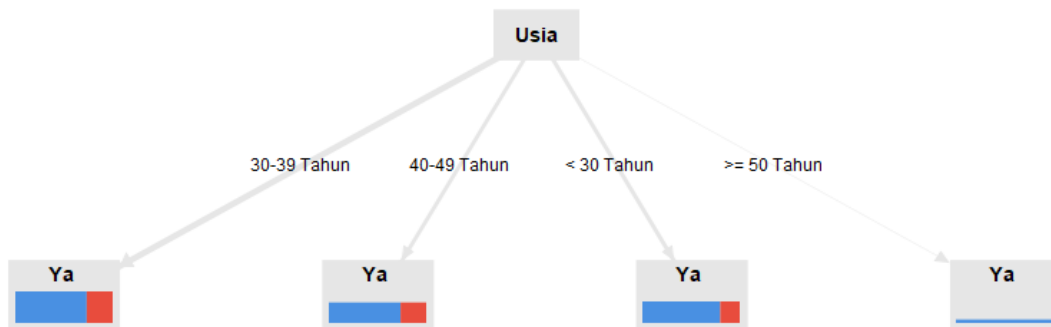 Usia
30-39 Tahun
40-49 Tahun
< 30 Tahun
>= 50 Tahun
Ya
Ya
Ya
Ya